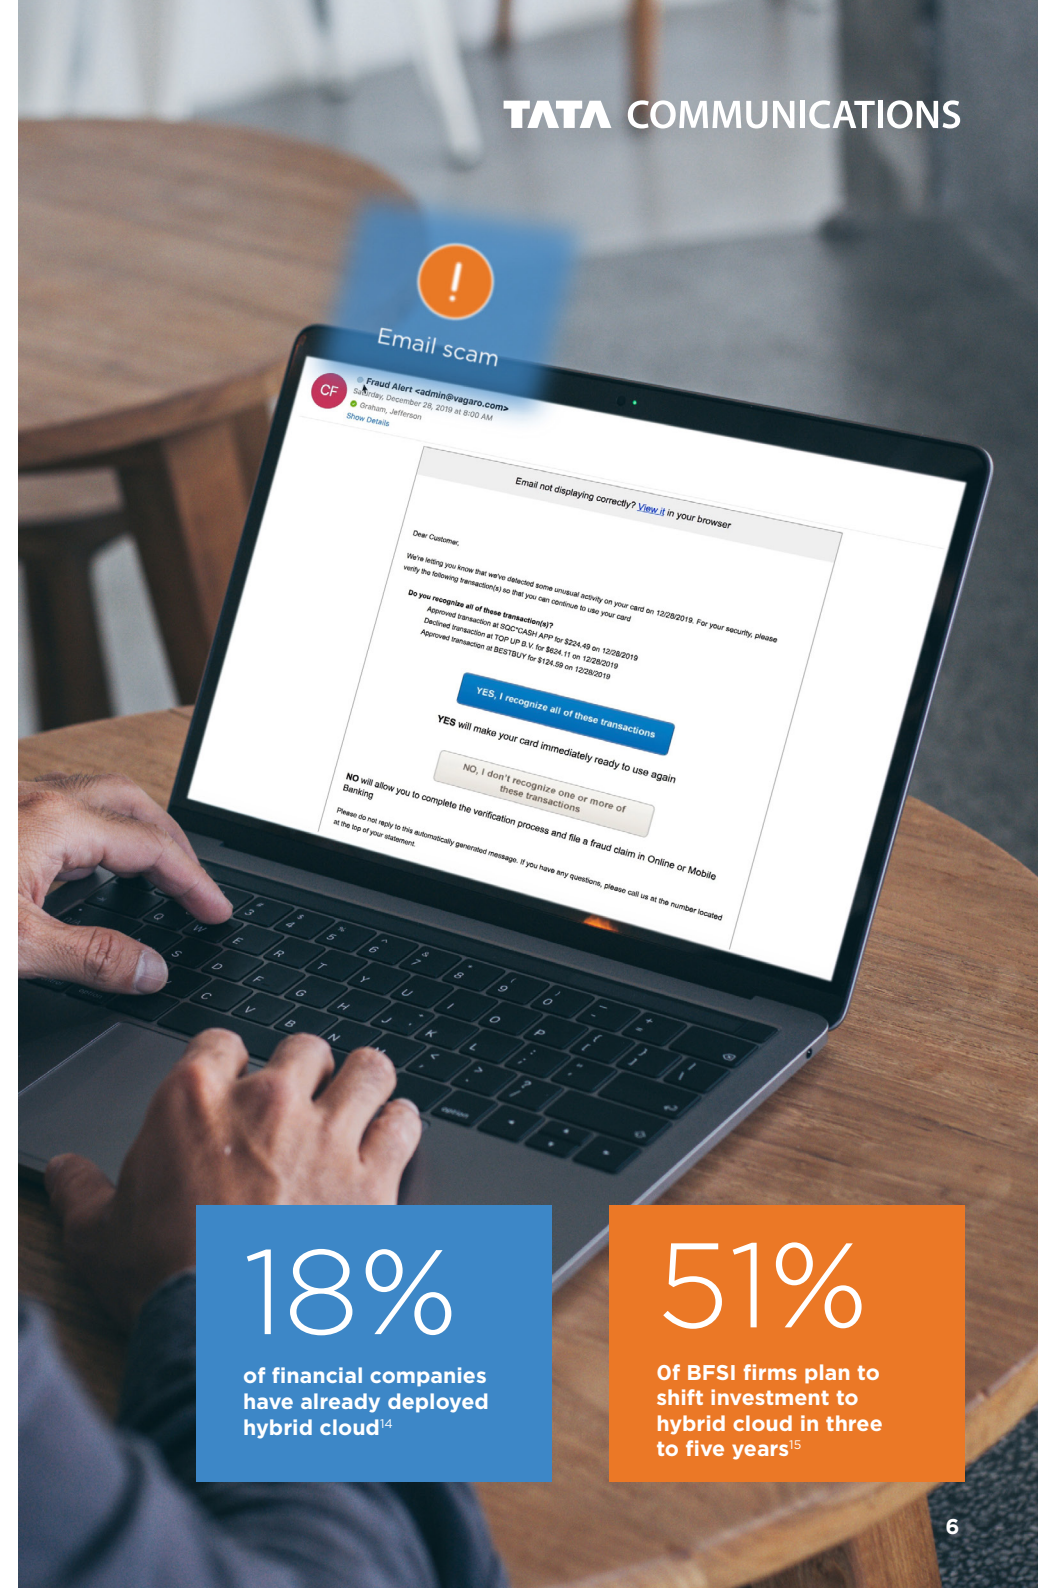 TATA COMMUNICATIONS
!
Email scam
CF
Fraud Alert <admin@vagaro.com>
Saturday, December 28, 2019 at 8:00 AM
Graham, Jefferson
Show Details
Email not displaying correctly? View it in your browser
Dear Customer,
We're letting you know that we've detected some unusual activity on your card on 12/28/2019. For your security, please
verify the following transaction(s) so that you can continue to use your card
Do you recognize all of these transaction(s)?
Approved transaction at SQC*CASH APP for $224.49 on 12/28/2019
Declined transaction at TOP UP B.V. for $624.11 on 12/28/2019
Approved transaction at BESTBUY for $124.59 on 12/28/2019
YES, I recognize all of these transactions
YES will make your card immediately ready to use again
NO, I don't recognize one or more of
these transactions
NO will allow you to complete the verification process and file a fraud claim in Online or Mobile
Banking
Please do not reply to this automatically generated message. If you have any questions, please call us at the number located
at the top of your statement.
18%
of financial companies
have already deployed
hybrid cloud14
51%
Of BFSI firms plan to
shift investment to
hybrid cloud in three
to five years15
6